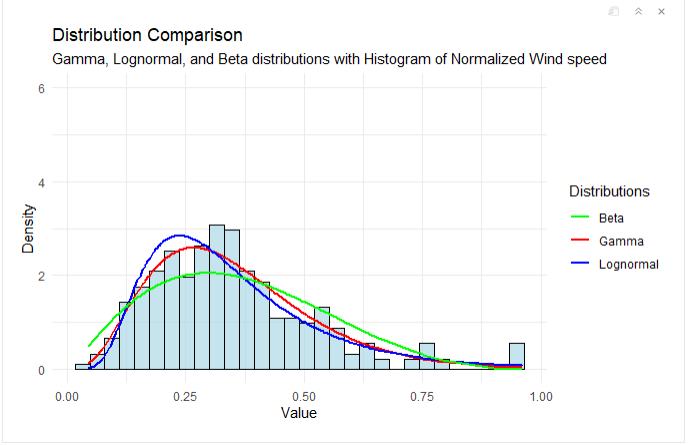 Distribution Comparison
Gamma, Lognormal, and Beta distributions with Histogram of Normalized Wind speed
6
4
2
0
Density
0.00 0.25 0.50 0.75 1.00
Value
Distributions
Beta
Gamma
Lognormal